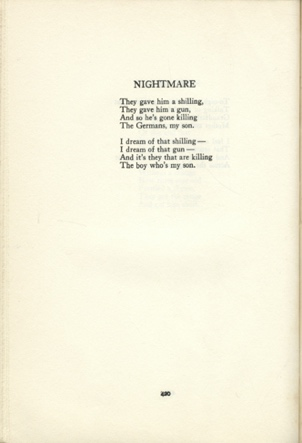 NIGHTMARE
They gave him a shilling,
They gave him a gun,
And so he's gone killing
The Germans, my son.
I dream of that shilling—
I dream of that gun—
And it's they that are killing
The boy who's my son.
420